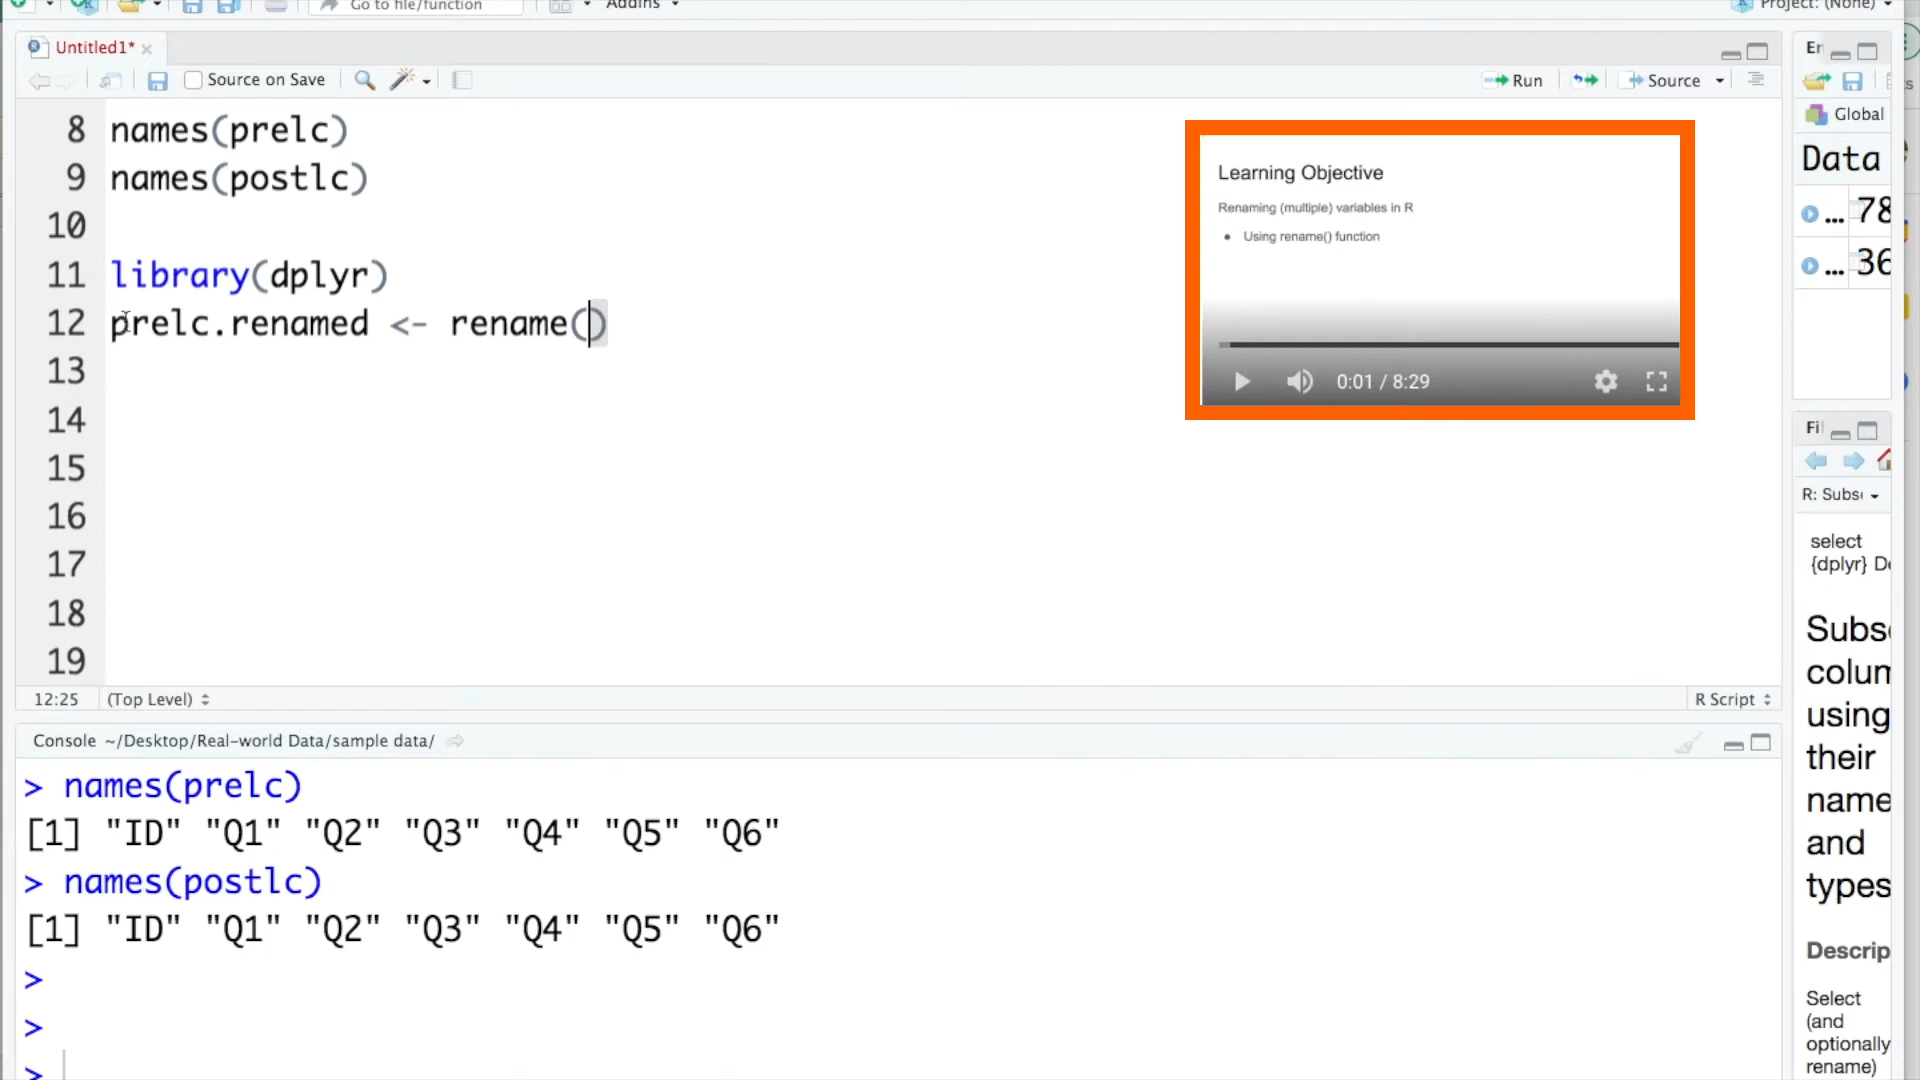 Go to file/function
Addins
Project: (None)
Untitled1*
Source on Save
Run
Source
8 names(prelc)
9 names(postlc)
10
11 library(dplyr)
12 prelc.renamed <- rename()
13
14
15
16
17
18
19
12:25 (Top Level) R Script
Learning Objective
Renaming (multiple) variables in R
• Using rename() function
0:01 / 8:29
Console ~/Desktop/Real-world Data/sample data/
> names(prelc)
[1] "ID" "Q1" "Q2" "Q3" "Q4" "Q5" "Q6"
> names(postlc)
[1] "ID" "Q1" "Q2" "Q3" "Q4" "Q5" "Q6"
>
>
>
Global
Data
... 78
... 36
R: Subs
select
{dplyr}
using
their
name
and
types
Descrip
Select
(and
optionally
rename)